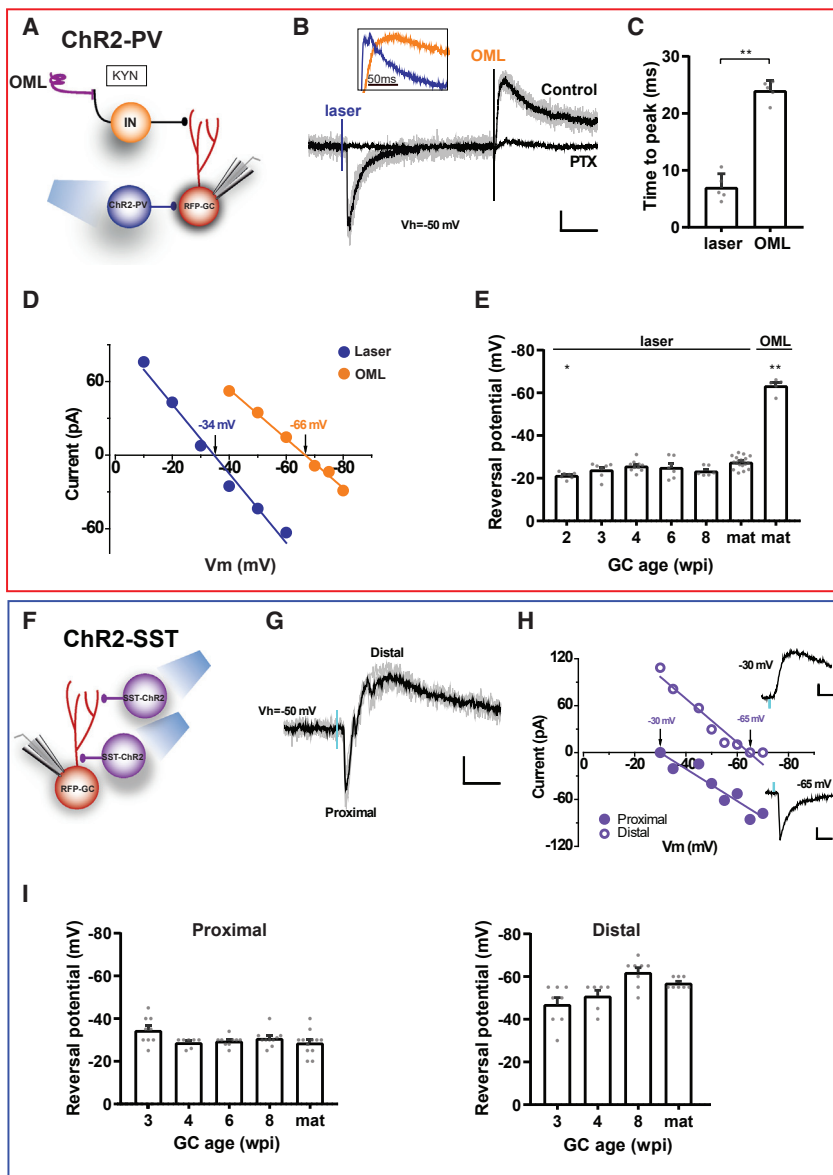 A
ChR2-PV
OML
KYN
IN
ChR2-PV
RFP-GC
B
50ms
OML
laser
Control
PTX
Vh=-50 mV
C
**
Time to peak (ms)
30
20
10
0
laser
OML
D
Laser
OML
Current (pA)
60
0
-60
-34 mV
-66 mV
0
-20
-40
-60
-80
Vm (mV)
E
laser
OML
*
**
Reversal potential (mV)
-80
-60
-40
-20
0
2
3
4
6
8
mat
mat
GC age (wpi)
F
ChR2-SST
SST-ChR2
SST-ChR2
RFP-GC
G
Distal
Vh=-50 mV
Proximal
H
Current (pA)
120
90
60
30
0
-30
-60
-90
-120
-30 mV
-30 mV
-65 mV
0
-20
-40
-60
-80
-65 mV
Proximal
Distal
Vm (mV)
I
Proximal
Reversal potential (mV)
-80
-60
-40
-20
0
3
4
6
8
mat
GC age (wpi)
Distal
Reversal potential (mV)
-80
-60
-40
-20
0
3
4
8
mat
GC age (wpi)